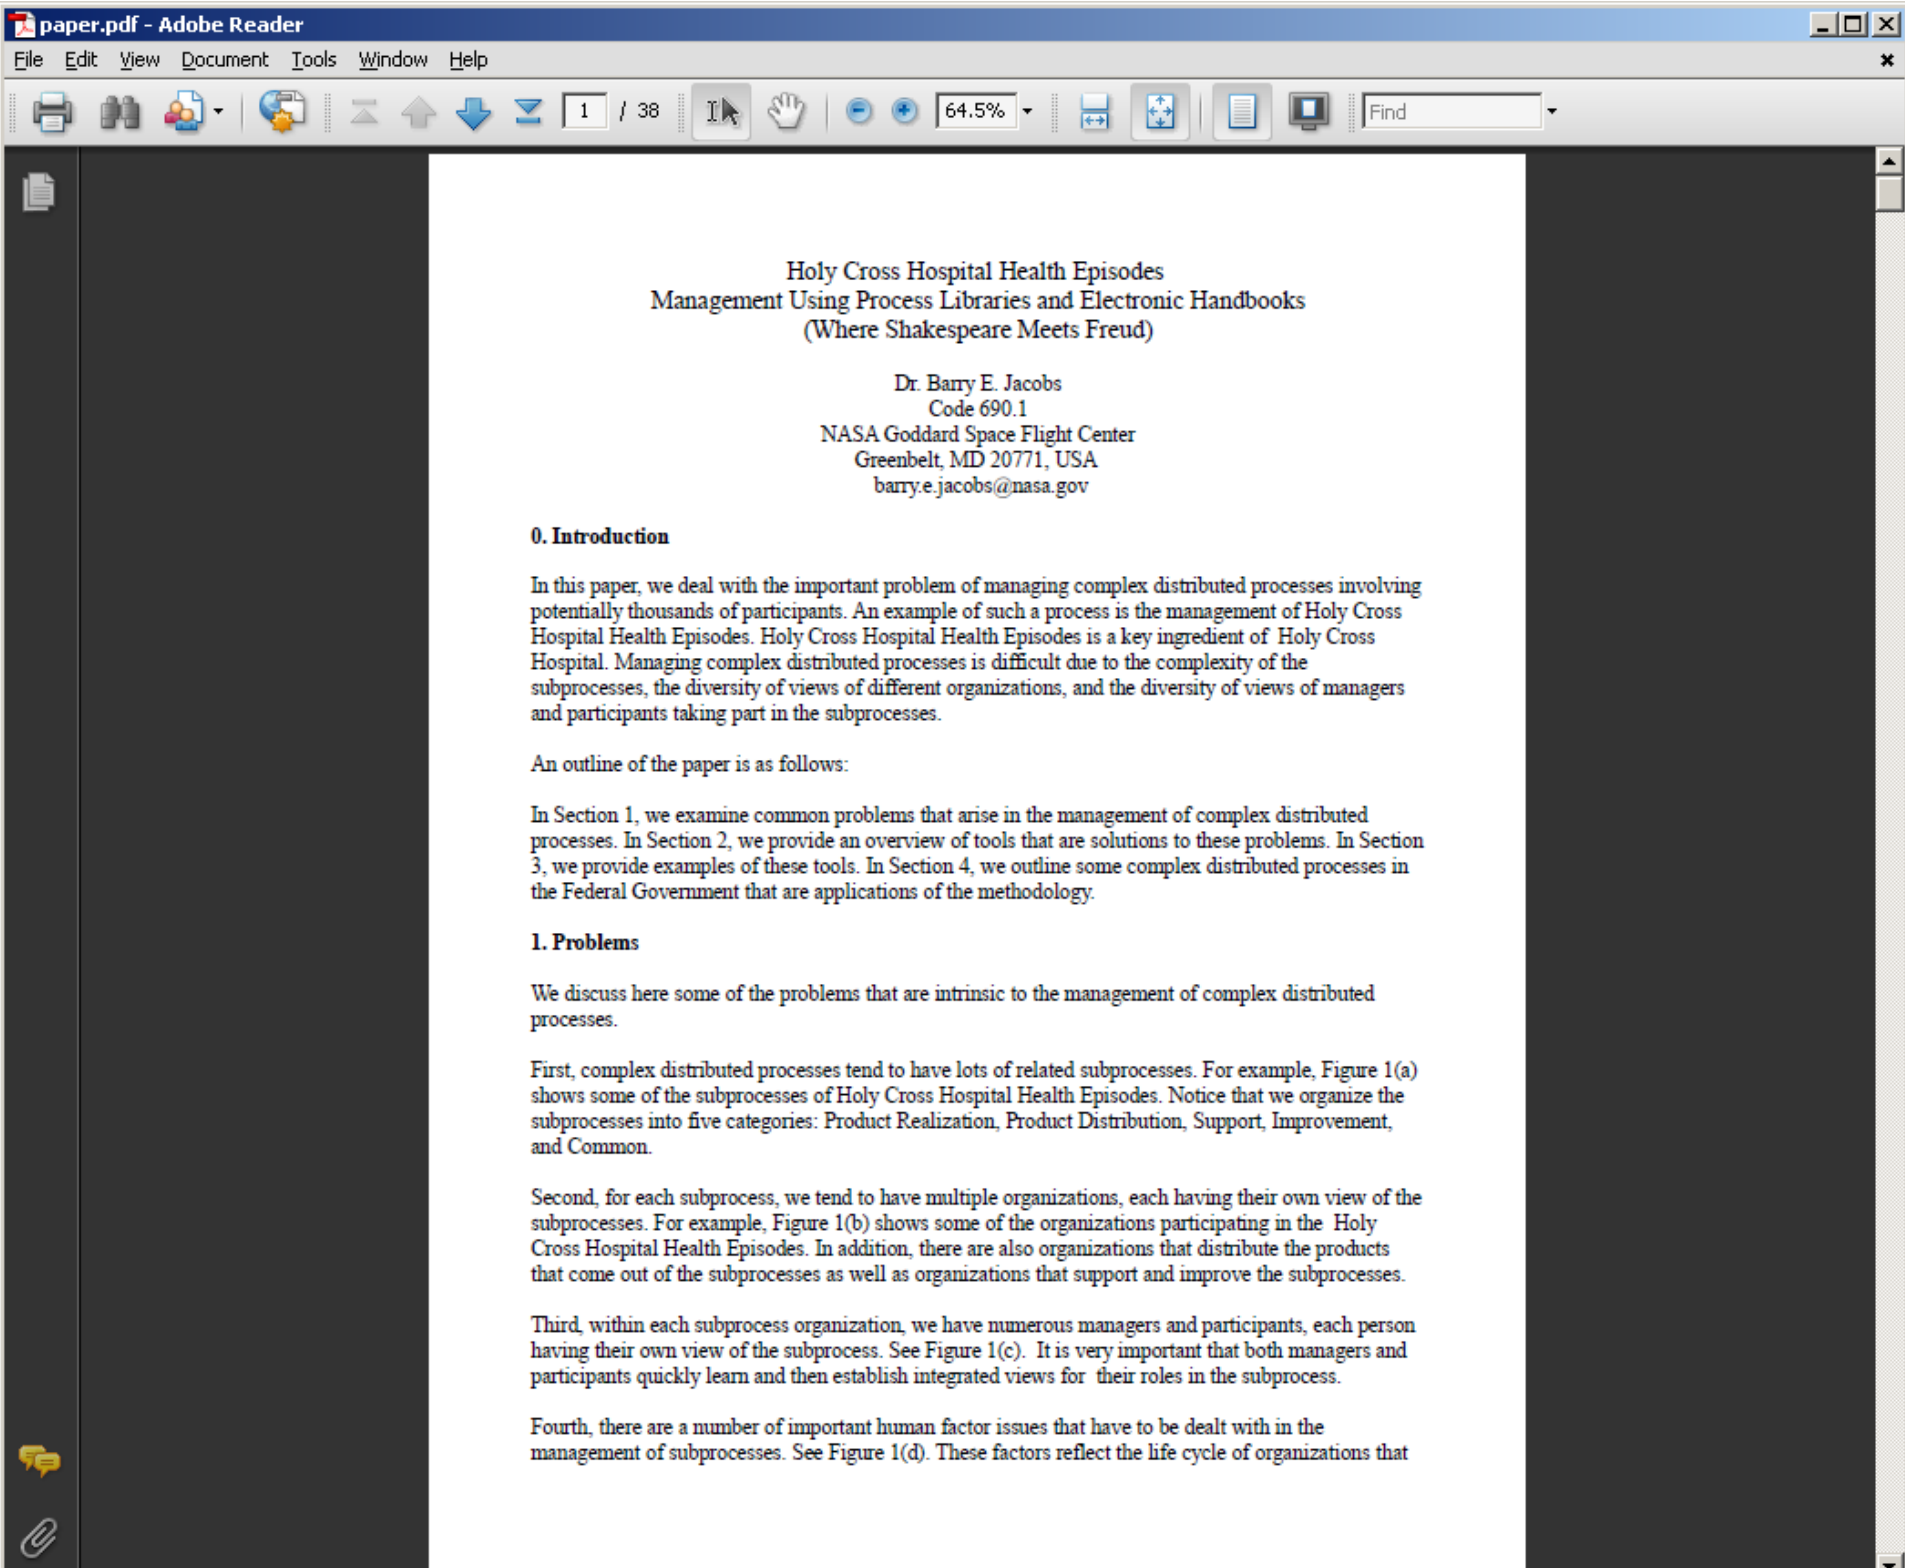 paper.pdf - Adobe Reader
File Edit View Document Tools Window Help
1 / 38 64.5% Find
Holy Cross Hospital Health Episodes
Management Using Process Libraries and Electronic Handbooks
(Where Shakespeare Meets Freud)
Dr. Barry E. Jacobs
Code 690.1
NASA Goddard Space Flight Center
Greenbelt, MD 20771, USA
barry.e.jacobs@nasa.gov
0. Introduction
In this paper, we deal with the important problem of managing complex distributed processes involving
potentially thousands of participants. An example of such a process is the management of Holy Cross
Hospital Health Episodes. Holy Cross Hospital Health Episodes is a key ingredient of  Holy Cross
Hospital. Managing complex distributed processes is difficult due to the complexity of the
subprocesses, the diversity of views of different organizations, and the diversity of views of managers
and participants taking part in the subprocesses.
An outline of the paper is as follows:
In Section 1, we examine common problems that arise in the management of complex distributed
processes. In Section 2, we provide an overview of tools that are solutions to these problems. In Section
3, we provide examples of these tools. In Section 4, we outline some complex distributed processes in
the Federal Government that are applications of the methodology.
1. Problems
We discuss here some of the problems that are intrinsic to the management of complex distributed
processes.
First, complex distributed processes tend to have lots of related subprocesses. For example, Figure 1(a)
shows some of the subprocesses of Holy Cross Hospital Health Episodes. Notice that we organize the
subprocesses into five categories: Product Realization, Product Distribution, Support, Improvement,
and Common.
Second, for each subprocess, we tend to have multiple organizations, each having their own view of the
subprocesses. For example, Figure 1(b) shows some of the organizations participating in the  Holy
Cross Hospital Health Episodes. In addition, there are also organizations that distribute the products
that come out of the subprocesses as well as organizations that support and improve the subprocesses.
Third, within each subprocess organization, we have numerous managers and participants, each person
having their own view of the subprocess. See Figure 1(c).  It is very important that both managers and
participants quickly learn and then establish integrated views for  their roles in the subprocess.
Fourth, there are a number of important human factor issues that have to be dealt with in the
management of subprocesses. See Figure 1(d). These factors reflect the life cycle of organizations that